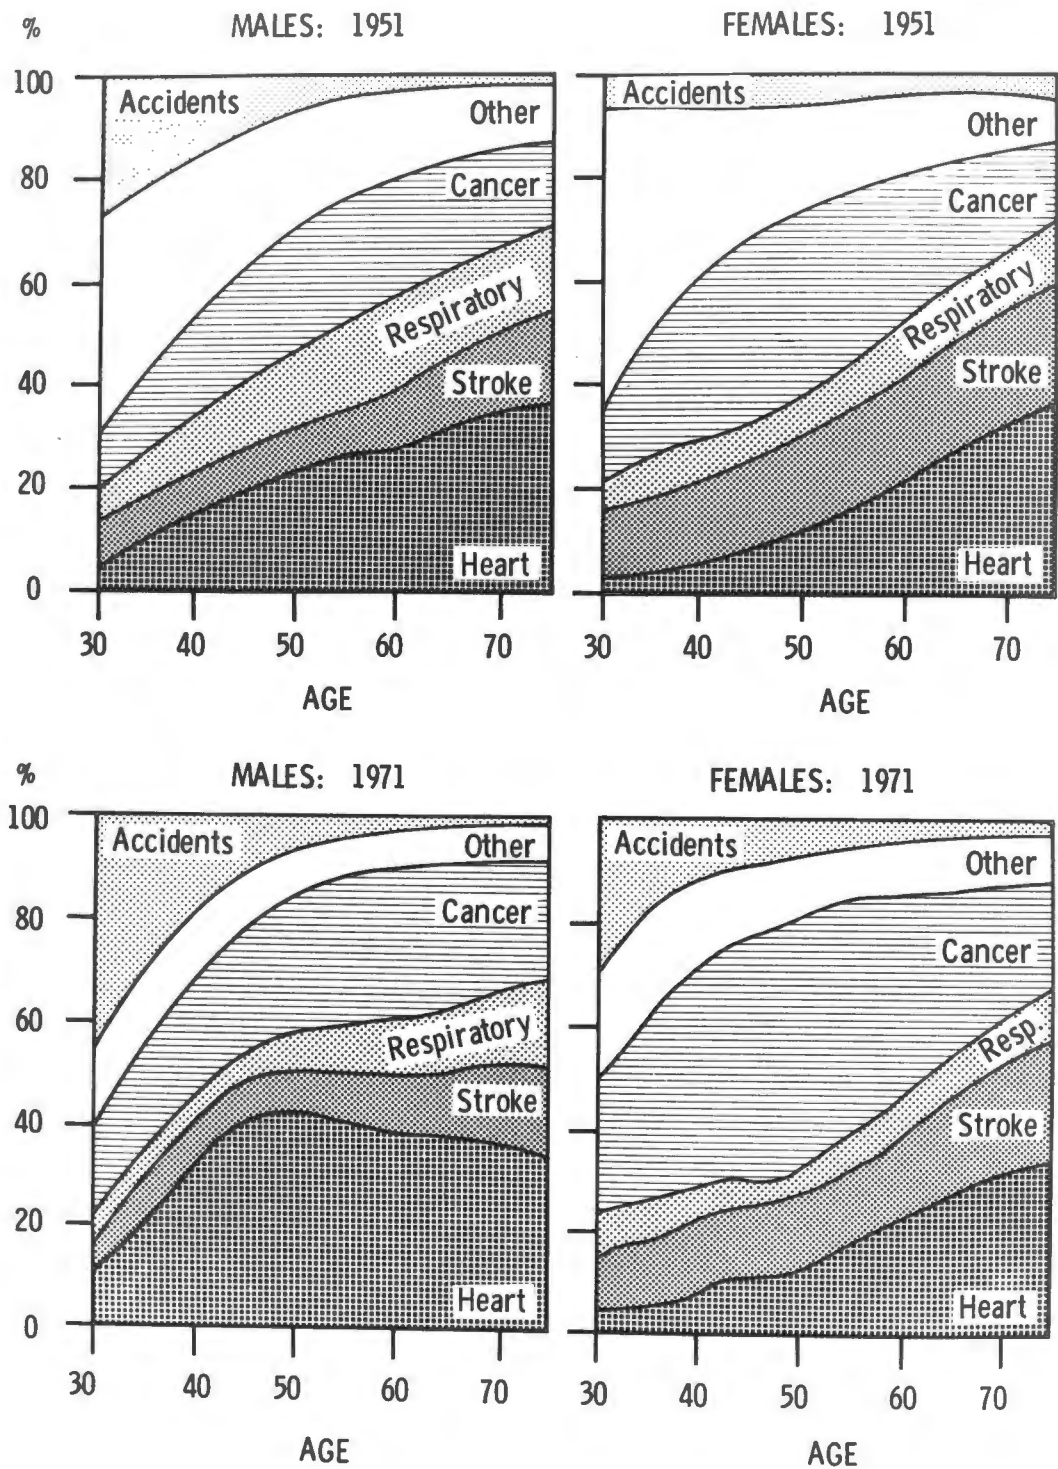 % MALES: 1951 FEMALES: 1951
100
Accidents
Other
80
Cancer
60
Respiratory
40
Stroke
20
Heart
0
30 40 50 60 70
AGE
Accidents
Other
Cancer
Respiratory
Stroke
Heart
30 40 50 60 70
AGE
% MALES: 1971 FEMALES: 1971
100
Accidents
Other
80
Cancer
60
Respiratory
40
Stroke
20
Heart
0
30 40 50 60 70
AGE
Accidents
Other
Cancer
Resp.
Stroke
Heart
30 40 50 60 70
AGE